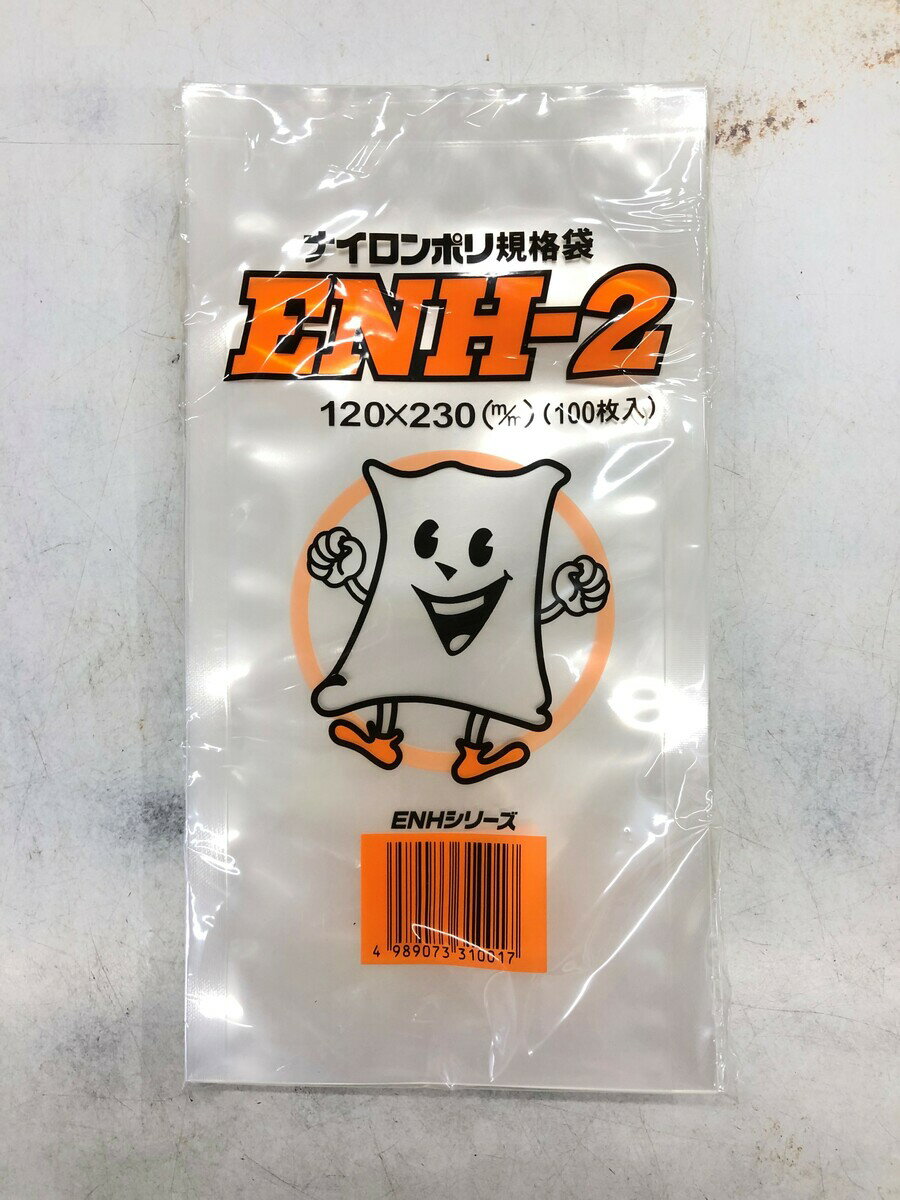 ナイロンポリ規格袋
ENH-2
120×230(m/m)(100枚入)
ENHシリーズ
4 989073 310017